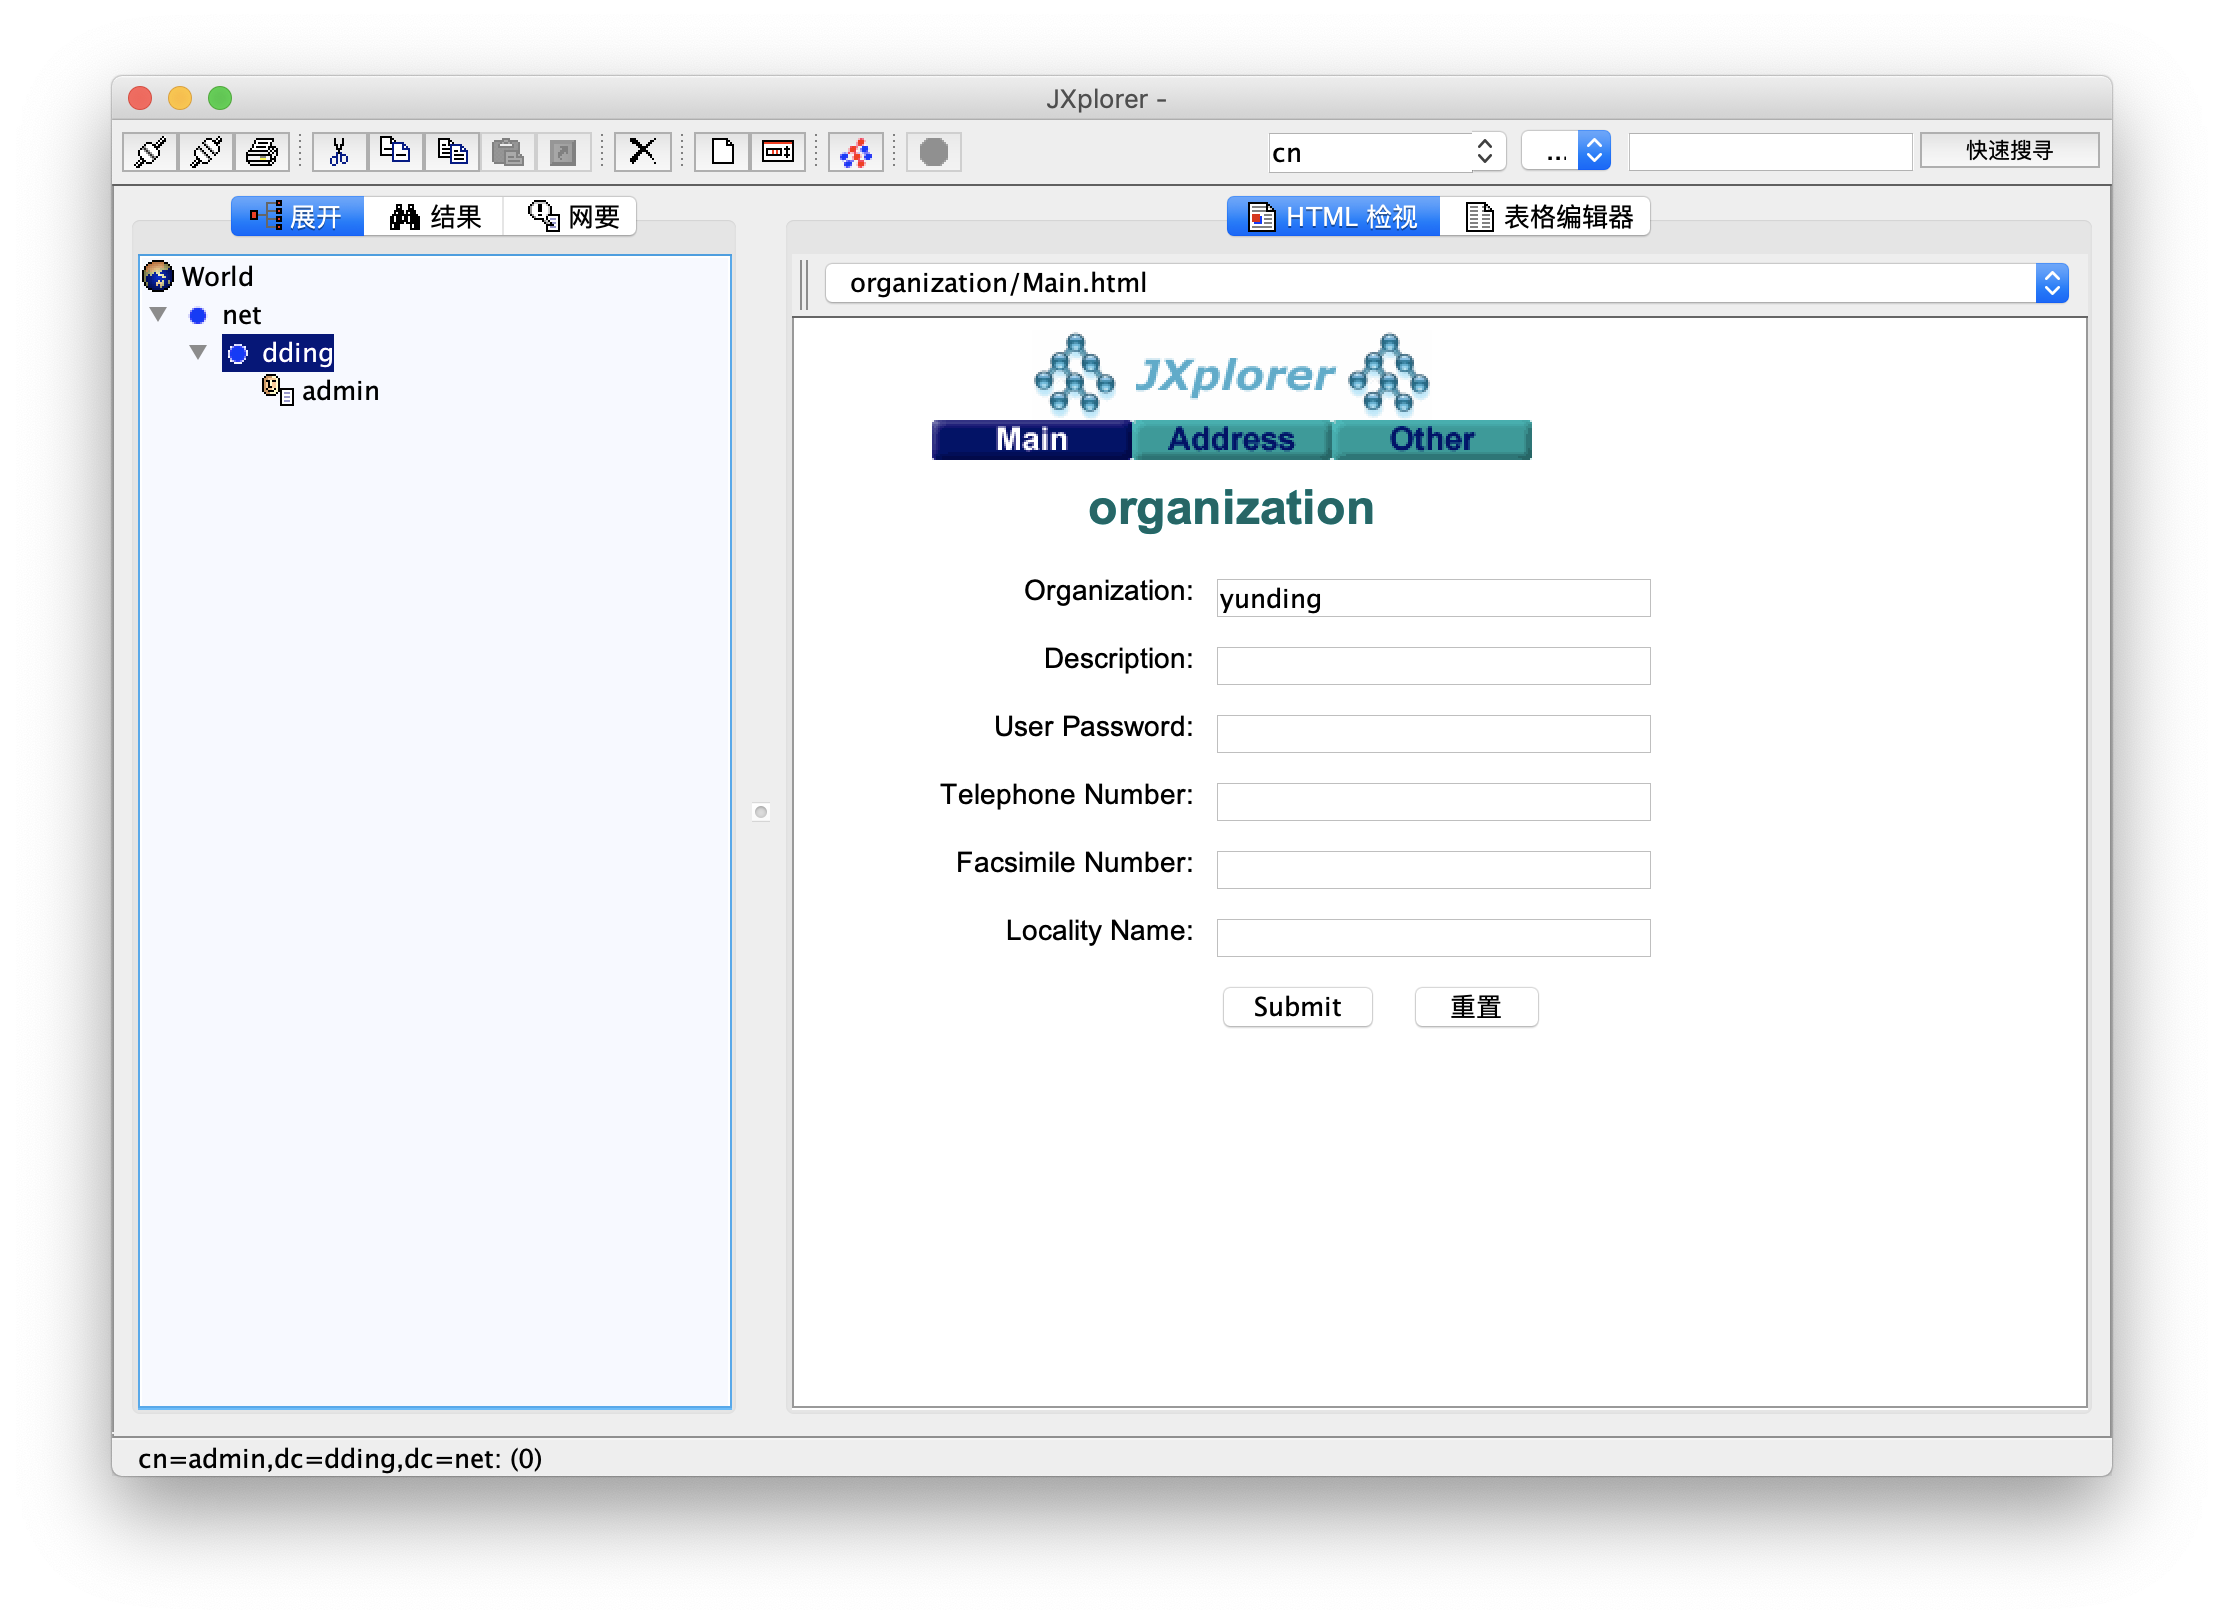 JXplorer -
cn
...
快速搜寻
展开
结果
网要
HTML 检视
表格编辑器
World
net
dding
admin
organization/Main.html
JXplorer
Main
Address
Other
organization
Organization: yunding
Description:
User Password:
Telephone Number:
Facsimile Number:
Locality Name:
Submit
重置
cn=admin,dc=dding,dc=net: (0)